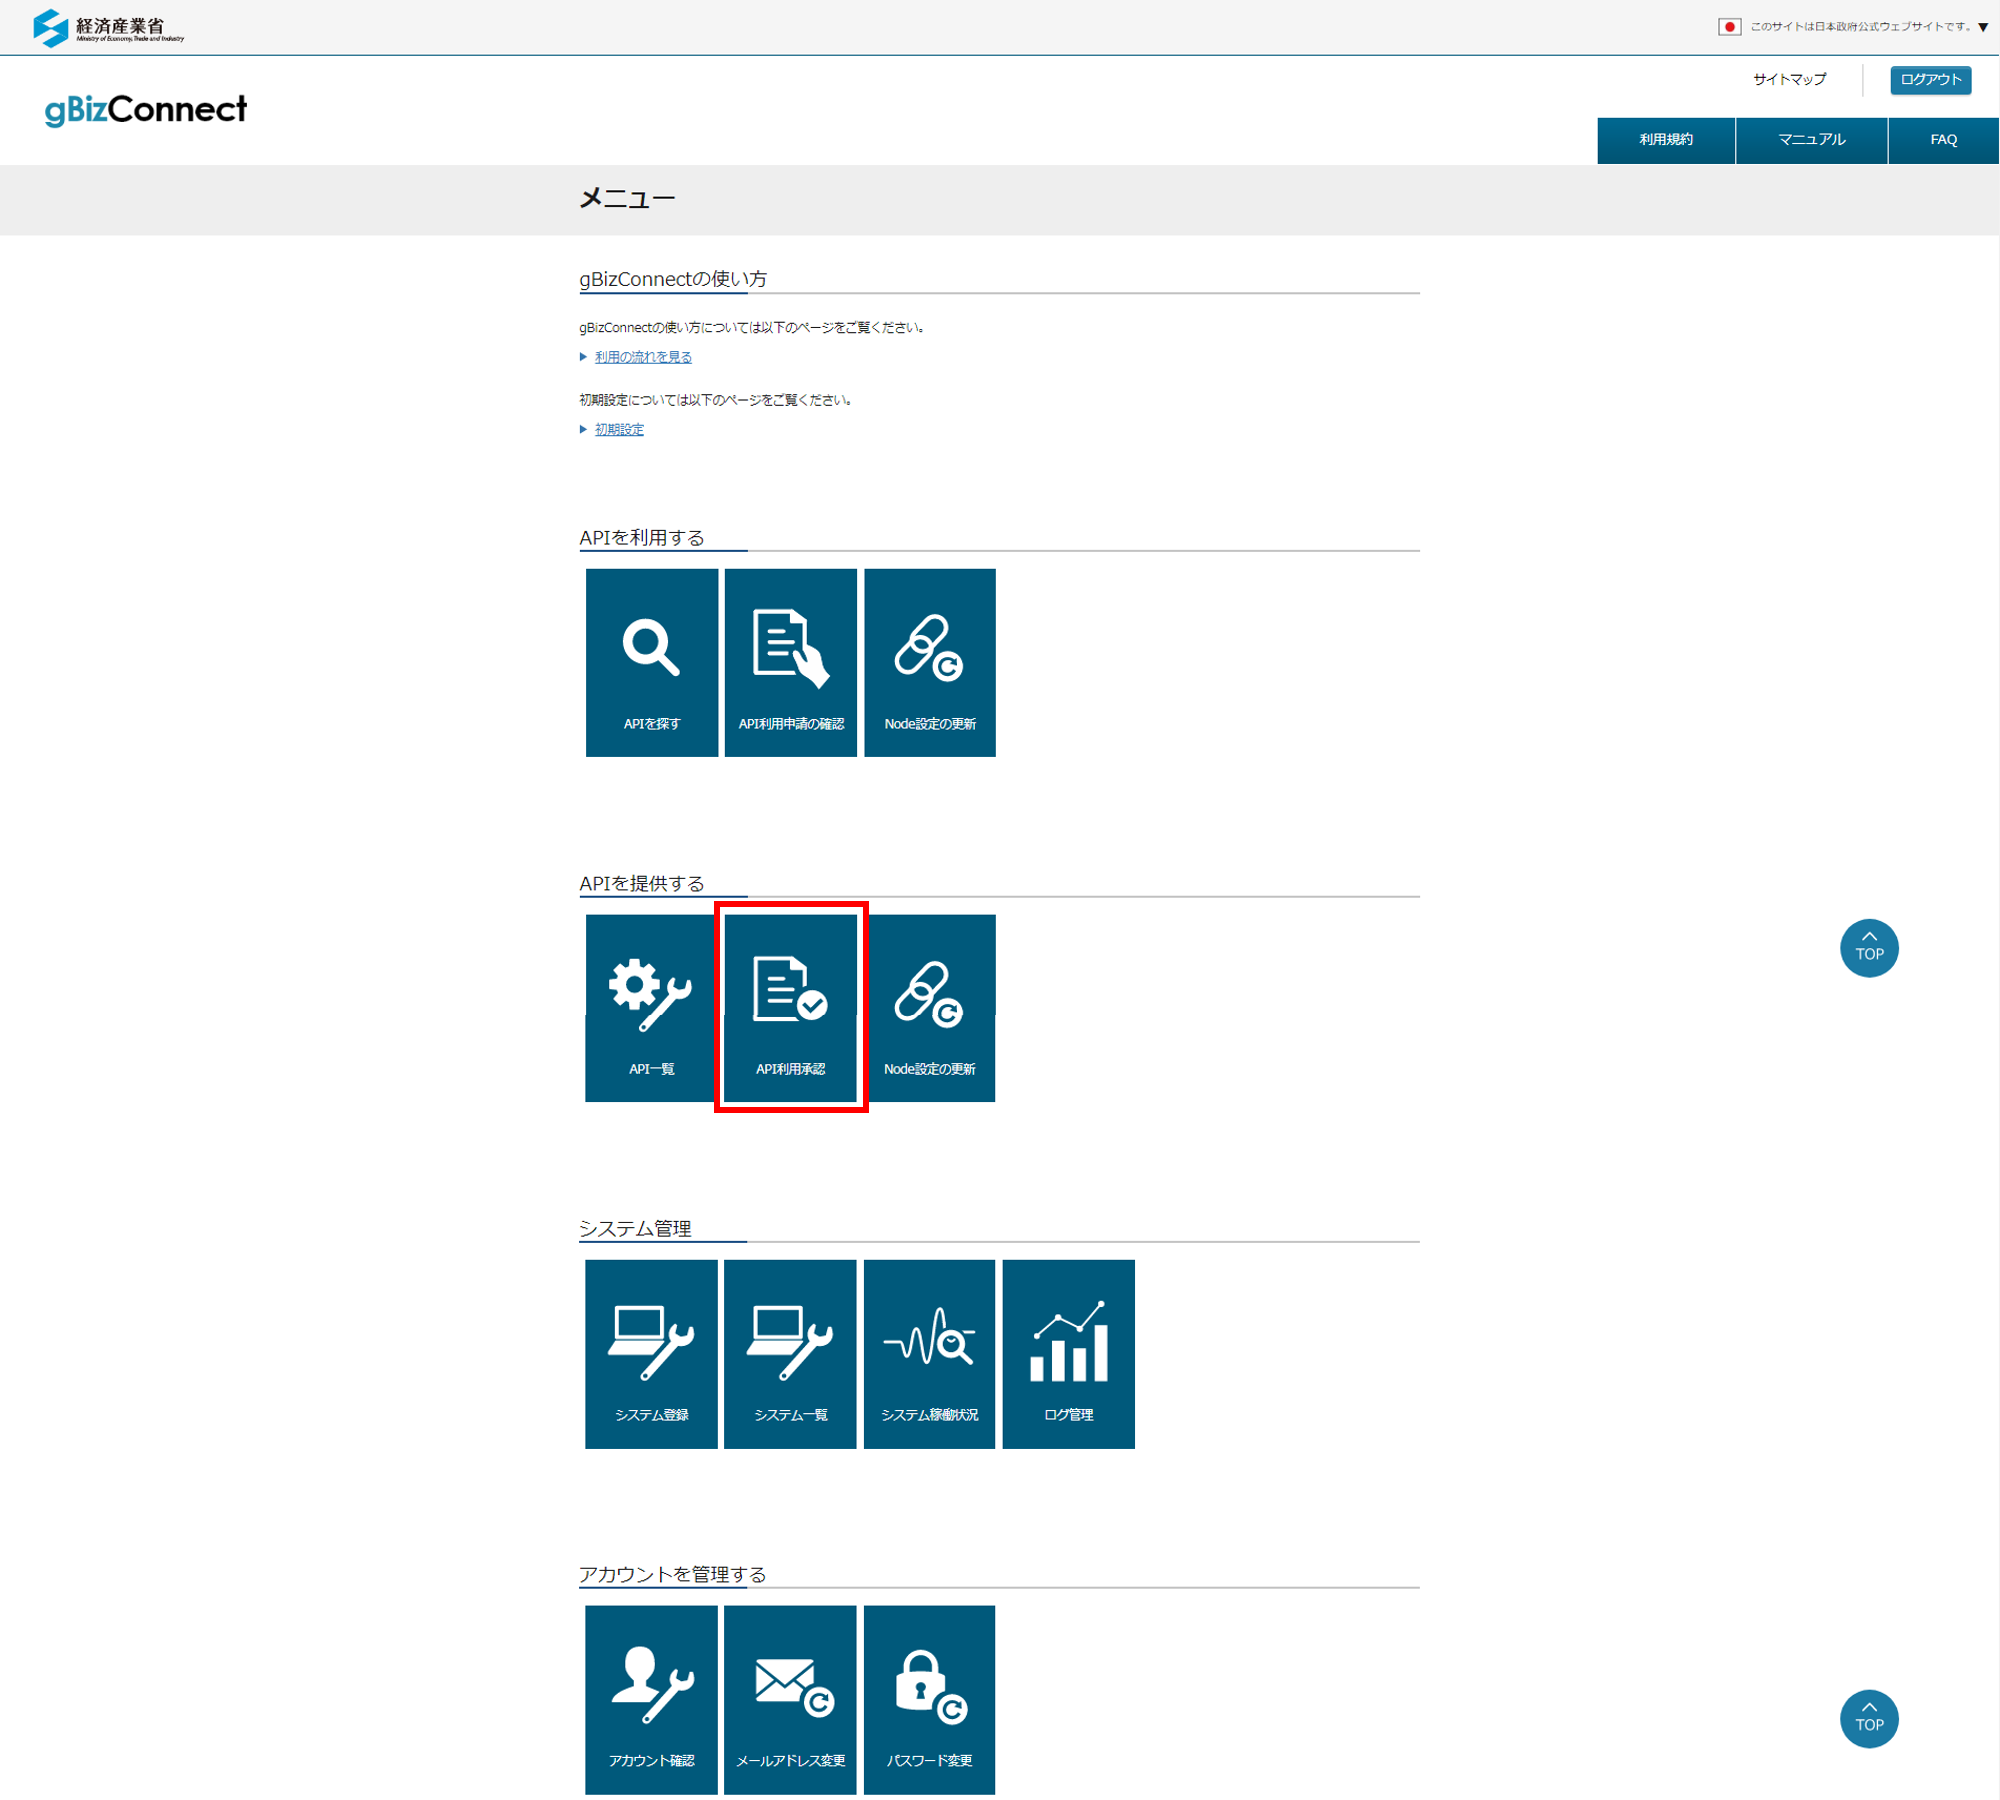 経済産業省
Ministry of Economy, Trade and Industry
このサイトは日本政府公式ウェブサイトです。▼
サイトマップ
ログアウト
gBizConnect
利用規約
マニュアル
FAQ
メニュー
gBizConnectの使い方
gBizConnectの使い方については以下のページをご覧ください。
利用の流れを見る
初期設定については以下のページをご覧ください。
初期設定
APIを利用する
APIを探す
API利用申請の確認
Node設定の更新
APIを提供する
API一覧
API利用承認
Node設定の更新
TOP
システム管理
システム登録
システム一覧
システム稼働状況
ログ管理
アカウントを管理する
アカウント確認
メールアドレス変更
パスワード変更
TOP